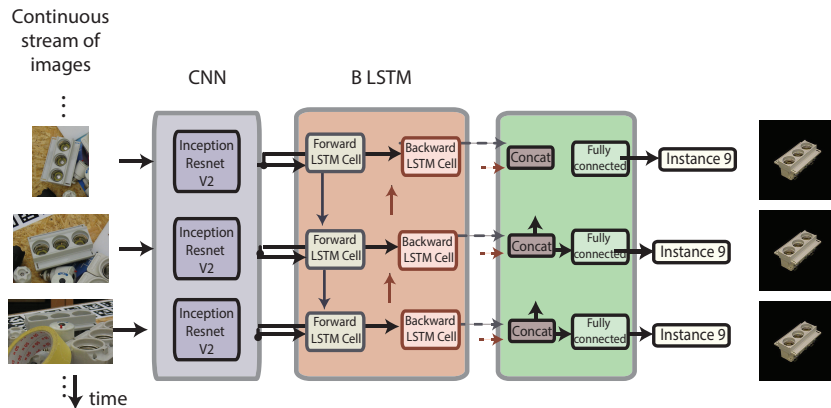 Continuous
stream of
images
CNN
B LSTM
Inception
Resnet
V2
Forward
LSTM Cell
Backward
LSTM Cell
Concat
Fully
connected
Instance 9
Inception
Resnet
V2
Forward
LSTM Cell
Backward
LSTM Cell
Concat
Fully
connected
Instance 9
Inception
Resnet
V2
Forward
LSTM Cell
Backward
LSTM Cell
Concat
Fully
connected
Instance 9
time